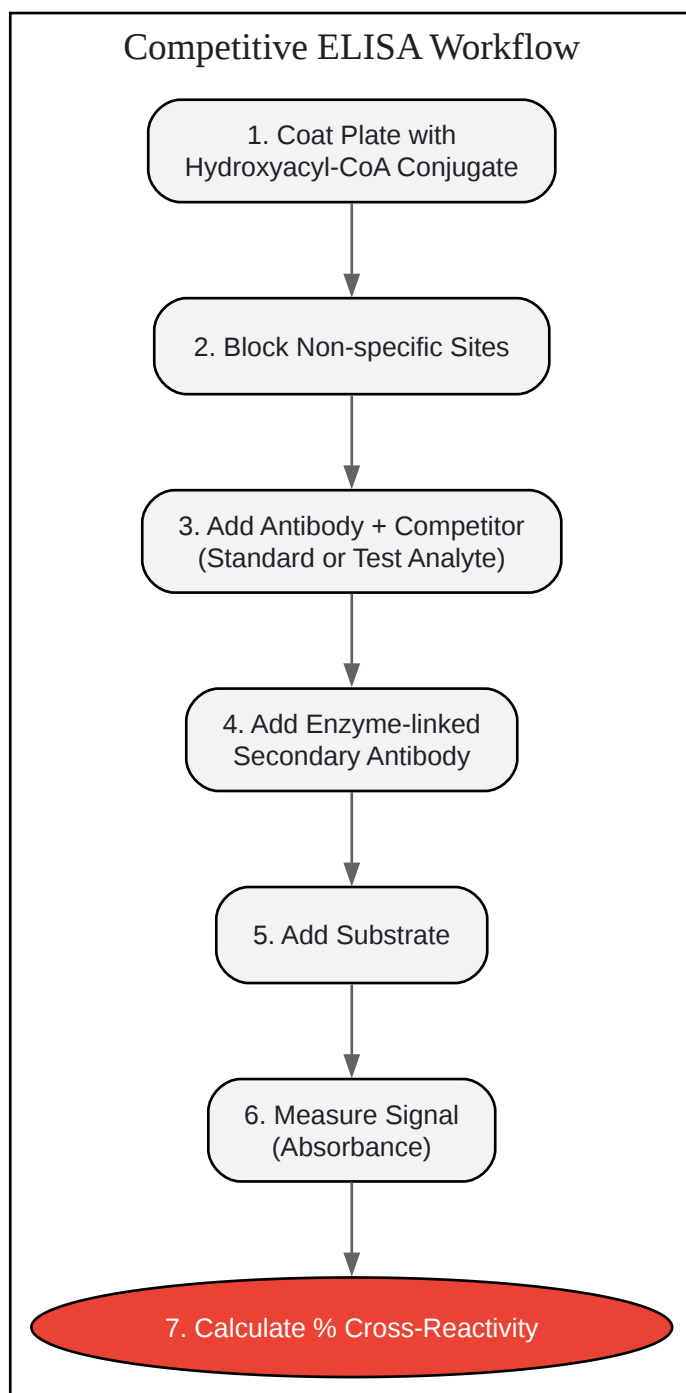 Competitive ELISA Workflow
1. Coat Plate with
Hydroxyacyl-CoA Conjugate
2. Block Non-specific Sites
3. Add Antibody + Competitor
(Standard or Test Analyte)
4. Add Enzyme-linked
Secondary Antibody
5. Add Substrate
6. Measure Signal
(Absorbance)
7. Calculate % Cross-Reactivity